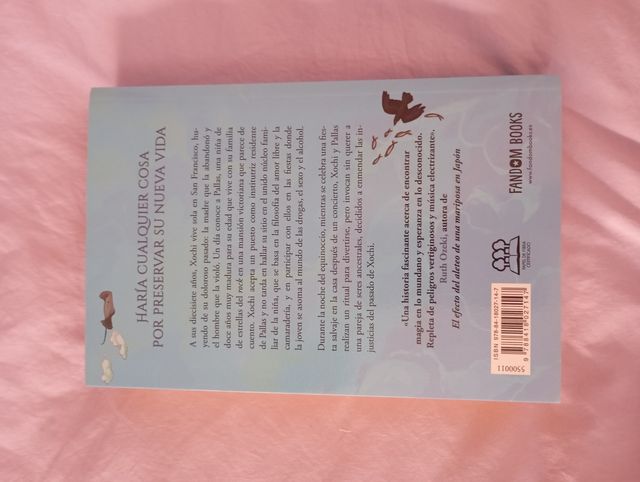 HARÍA CUALQUIER COSA
POR PRESERVAR SU NUEVA VIDA
A sus diecisiete años, Xochi vive sola en San Francisco, hu-
yendo de su doloroso pasado: la madre que la abandonó y
el hombre que la violó. Un día conoce a Pallas, una niña de
doce años muy madura para su edad que vive con su familia
de estrellas del rock en una mansión victoriana que parece de
cuento. Xochi acepta un puesto como institutriz residente
de Pallas y no tarda en hallar su sitio en el unido núcleo fami-
liar de la niña, que se basa en la filosofía del amor libre y la
camaradería, y en participar con ellos en las fiestas donde
la joven se asoma al mundo de las drogas, el sexo y el alcohol.
Durante la noche del equinoccio, mientras se celebra una fies-
ta salvaje en la casa después de un concierto, Xochi y Pallas
realizan un ritual para divertirse, pero invocan sin querer a
una pareja de seres ancestrales, decididos a enmendar las in-
justicias del pasado de Xochi.
«Una historia fascinante acerca de encontrar
magia en lo mundano y esperanza en lo desconocido.
Repleta de peligros vertiginosos y música electrizante».
Ruth Ozeki, autora de
El efecto del aleteo de una mariposa en Japón
ISBN 978-84-18027-14-7
9 788418 027147
5500011
FANDOM BOOKS
www.fandombooks.es